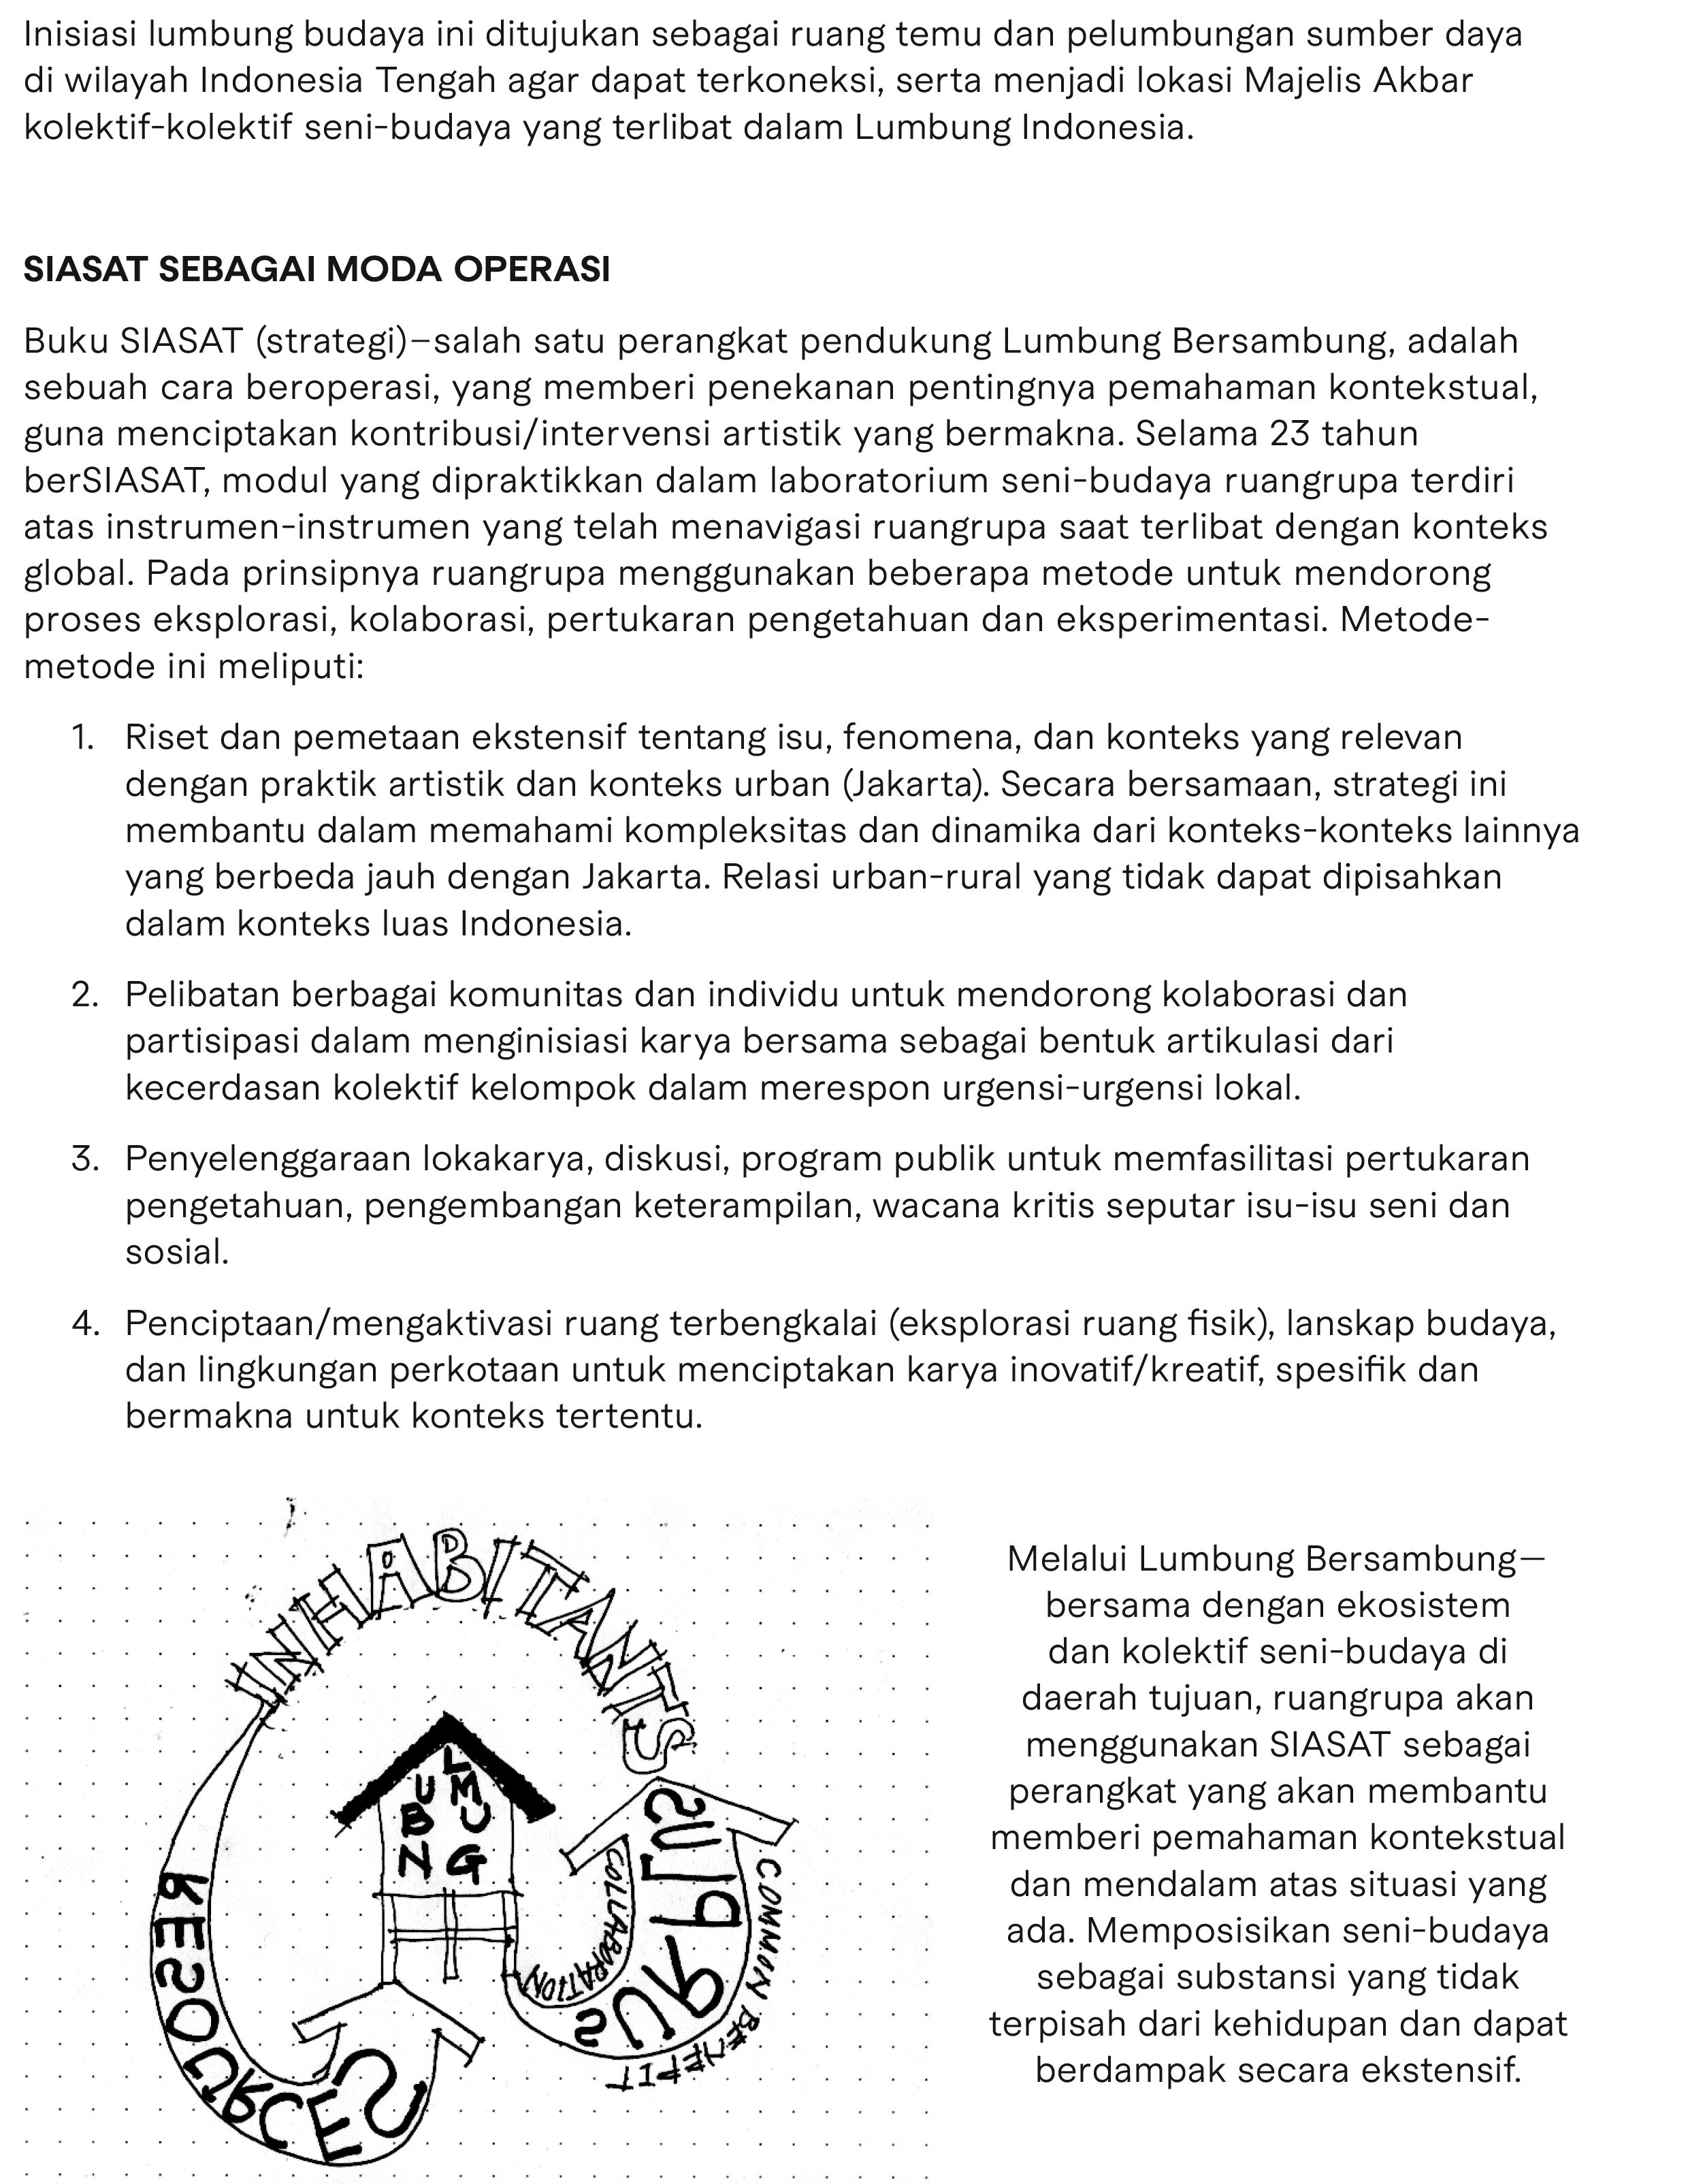 Inisiasi lumbung budaya ini ditujukan sebagai ruang temu dan pelumbungan sumber daya
di wilayah Indonesia Tengah agar dapat terkoneksi, serta menjadi lokasi Majelis Akbar
kolektif-kolektif seni-budaya yang terlibat dalam Lumbung Indonesia.
SIASAT SEBAGAI MODA OPERASI
Buku SIASAT (strategi)—salah satu perangkat pendukung Lumbung Bersambung, adalah
sebuah cara beroperasi, yang memberi penekanan pentingnya pemahaman kontekstual,
guna menciptakan kontribusi/intervensi artistik yang bermakna. Selama 23 tahun
berSIASAT, modul yang dipraktikkan dalam laboratorium seni-budaya ruangrupa terdiri
atas instrumen-instrumen yang telah menavigasi ruangrupa saat terlibat dengan konteks
global. Pada prinsipnya ruangrupa menggunakan beberapa metode untuk mendorong
proses eksplorasi, kolaborasi, pertukaran pengetahuan dan eksperimentasi. Metode-
metode ini meliputi:
1. Riset dan pemetaan ekstensif tentang isu, fenomena, dan konteks yang relevan
dengan praktik artistik dan konteks urban (Jakarta). Secara bersamaan, strategi ini
membantu dalam memahami kompleksitas dan dinamika dari konteks-konteks lainnya
yang berbeda jauh dengan Jakarta. Relasi urban-rural yang tidak dapat dipisahkan
dalam konteks luas Indonesia.
2. Pelibatan berbagai komunitas dan individu untuk mendorong kolaborasi dan
partisipasi dalam menginisiasi karya bersama sebagai bentuk artikulasi dari
kecerdasan kolektif kelompok dalam merespon urgensi-urgensi lokal.
3. Penyelenggaraan lokakarya, diskusi, program publik untuk memfasilitasi pertukaran
pengetahuan, pengembangan keterampilan, wacana kritis seputar isu-isu seni dan
sosial.
4. Penciptaan/mengaktivasi ruang terbengkalai (eksplorasi ruang fisik), lanskap budaya,
dan lingkungan perkotaan untuk menciptakan karya inovatif/kreatif, spesifik dan
bermakna untuk konteks tertentu.
INHABITANTS
LUMBUNG
RESOURCES
COLLABORATION
SURPLUS
COMMON BENEFIT
Melalui Lumbung Bersambung—
bersama dengan ekosistem
dan kolektif seni-budaya di
daerah tujuan, ruangrupa akan
menggunakan SIASAT sebagai
perangkat yang akan membantu
memberi pemahaman kontekstual
dan mendalam atas situasi yang
ada. Memposisikan seni-budaya
sebagai substansi yang tidak
terpisah dari kehidupan dan dapat
berdampak secara ekstensif.